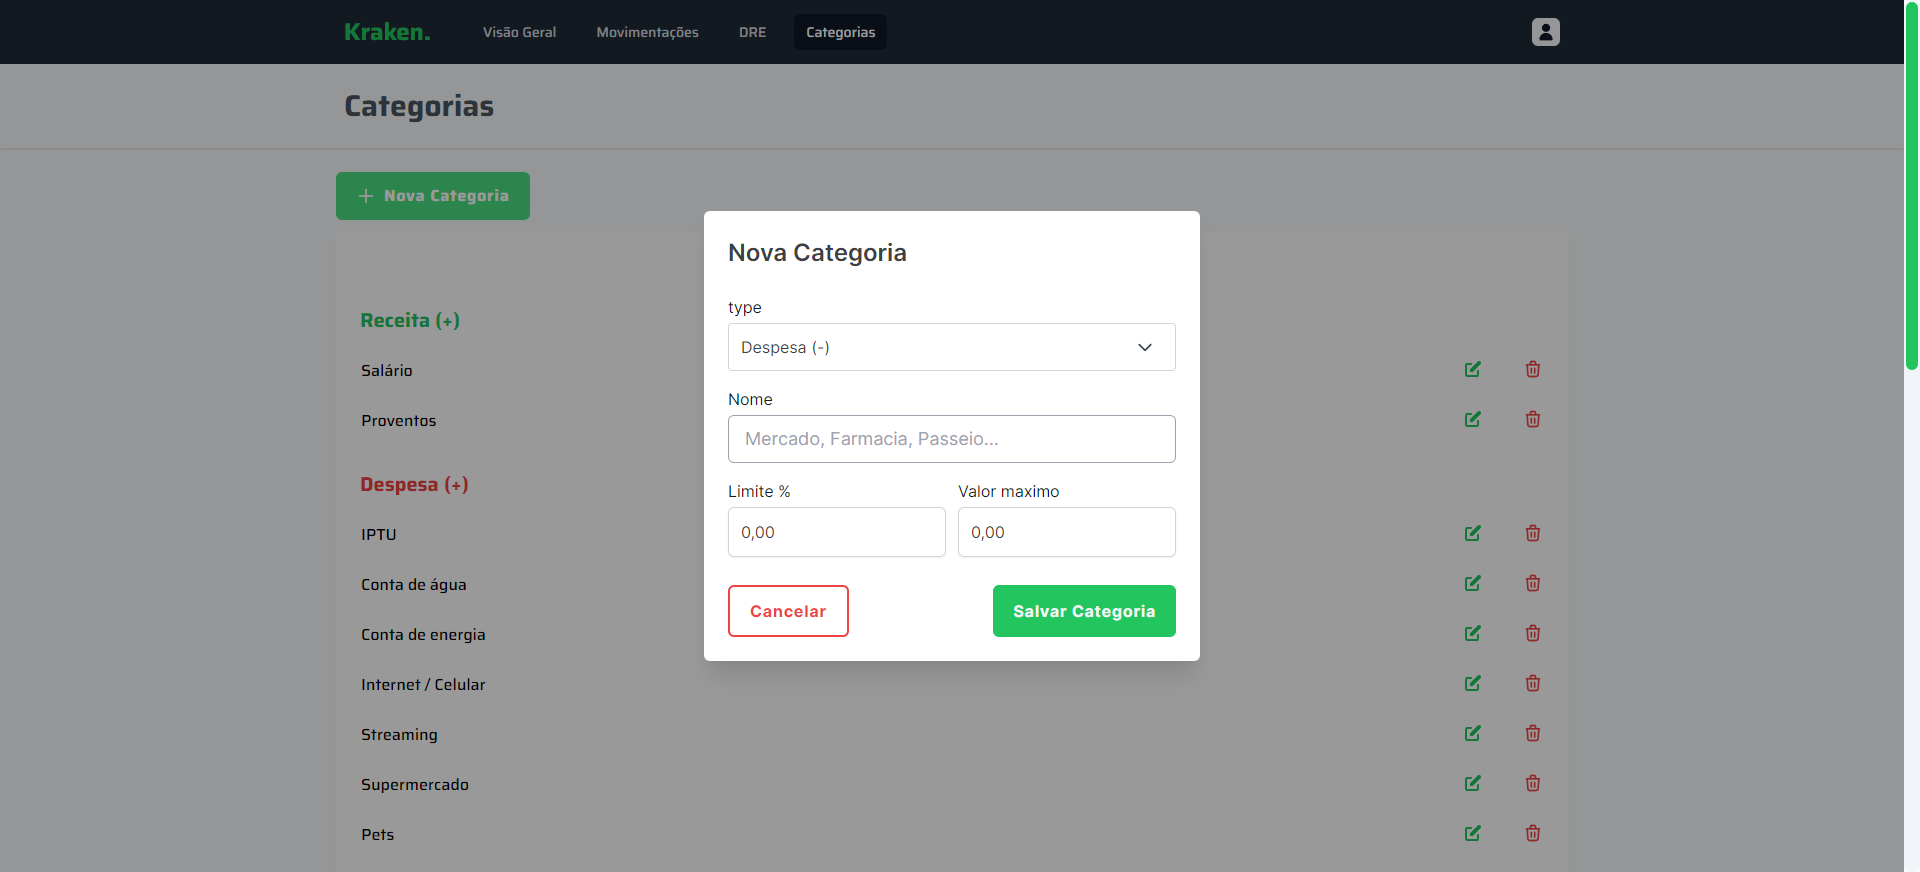 Kraken.
Visão Geral
Movimentações
DRE
Categorias
Categorias
Nova Categoria
Receita (+)
Salário
Proventos
Despesa (+)
IPTU
Conta de água
Conta de energia
Internet / Celular
Streaming
Supermercado
Pets
Nova Categoria
type
Despesa (-)
Nome
Mercado, Farmacia, Passeio...
Limite %
Valor maximo
0,00
0,00
Cancelar
Salvar Categoria